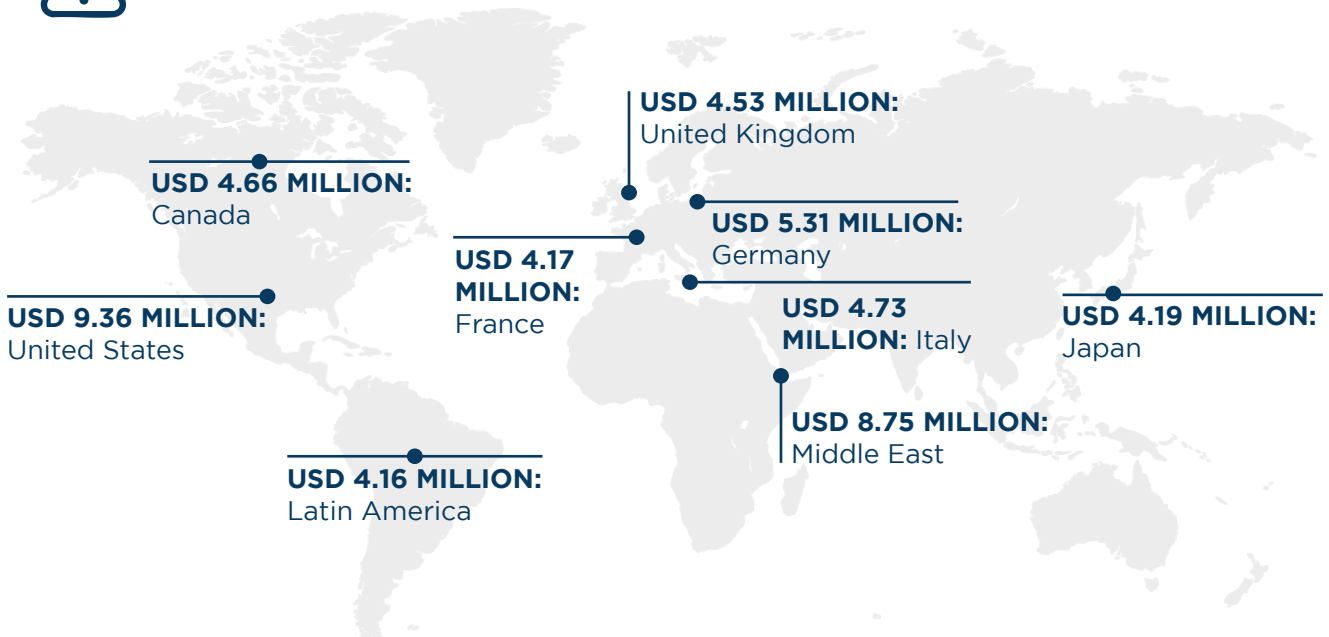 USD 4.53 MILLION:
United Kingdom
USD 4.66 MILLION:
Canada
USD 5.31 MILLION:
Germany
USD 4.17
MILLION:
France
USD 9.36 MILLION:
United States
USD 4.73
MILLION: Italy
USD 4.19 MILLION:
Japan
USD 8.75 MILLION:
Middle East
USD 4.16 MILLION:
Latin America